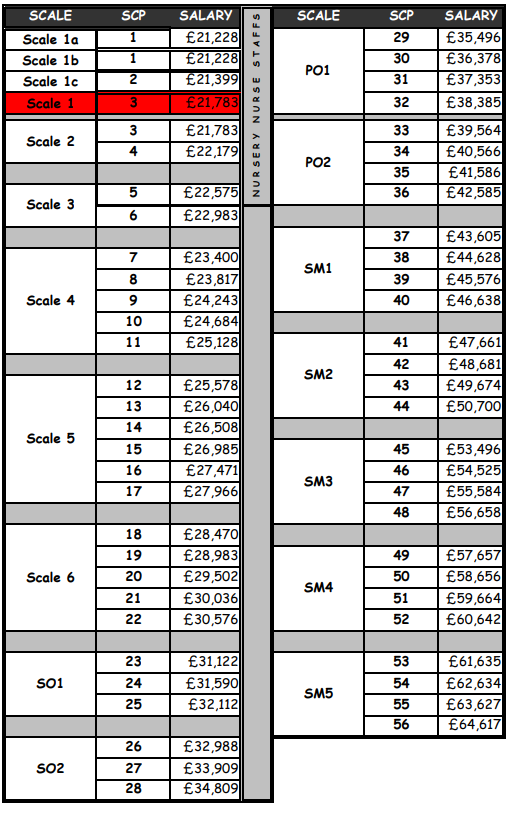 SCALE SCP SALARY
Scale 1a 1 £21,228
Scale 1b 1 £21,228
Scale 1c 2 £21,399
Scale 1 3 £21,783
Scale 2
3 £21,783
4 £22,179
Scale 3
5 £22,575
6 £22,983
Scale 4
7 £23,400
8 £23,817
9 £24,243
10 £24,684
11 £25,128
Scale 5
12 £25,578
13 £26,040
14 £26,508
15 £26,985
16 £27,471
17 £27,966
Scale 6
18 £28,470
19 £28,983
20 £29,502
21 £30,036
22 £30,576
SO1
23 £31,122
24 £31,590
25 £32,112
SO2
26 £32,988
27 £33,909
28 £34,809
NURSERY NURSE STAFFS
SCALE SCP SALARY
PO1
29 £35,496
30 £36,378
31 £37,353
32 £38,385
PO2
33 £39,564
34 £40,566
35 £41,586
36 £42,585
SM1
37 £43,605
38 £44,628
39 £45,576
40 £46,638
SM2
41 £47,661
42 £48,681
43 £49,674
44 £50,700
SM3
45 £53,496
46 £54,525
47 £55,584
48 £56,658
SM4
49 £57,657
50 £58,656
51 £59,664
52 £60,642
SM5
53 £61,635
54 £62,634
55 £63,627
56 £64,617